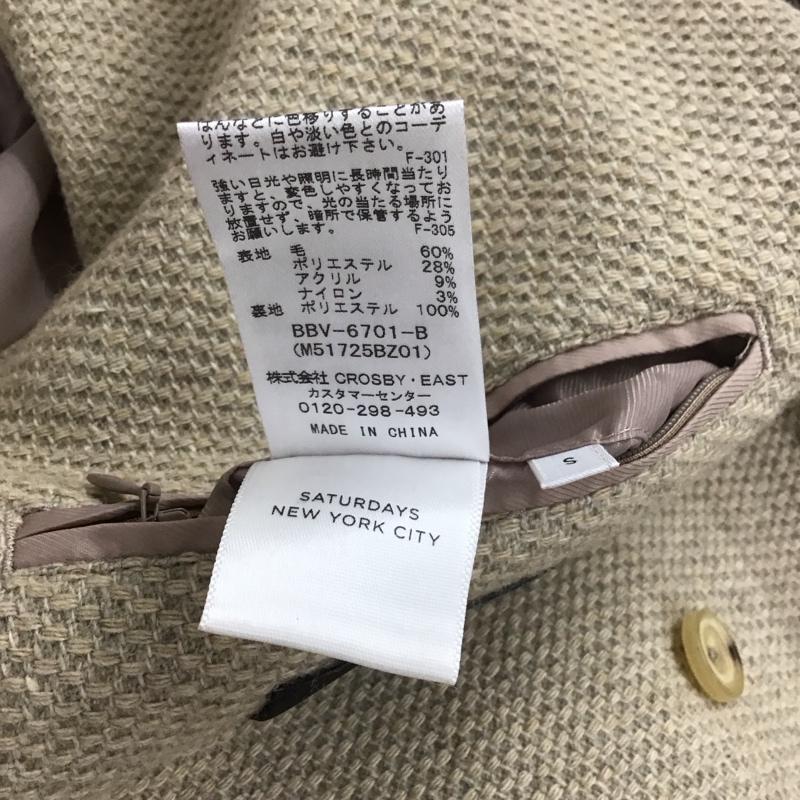 はんなどに色移りすることがあ
ります。白や淡い色とのコーデ
ィネートはお避け下さい。
F-301
強い日光や照明に長時間当たり
ますと、変色しやすくなってお
りますので、光の当たる場所に
放置せず、暗所で保管するよう
お願いします。 F-305
表地 毛 60%
ポリエステル 28%
アクリル 9%
ナイロン 3%
裏地 ポリエステル 100%
BBV-6701-B
(M51725BZ01)
株式会社 CROSBY・EAST
カスタマーセンター
0120-298-493
MADE IN CHINA
S
SATURDAYS
NEW YORK CITY